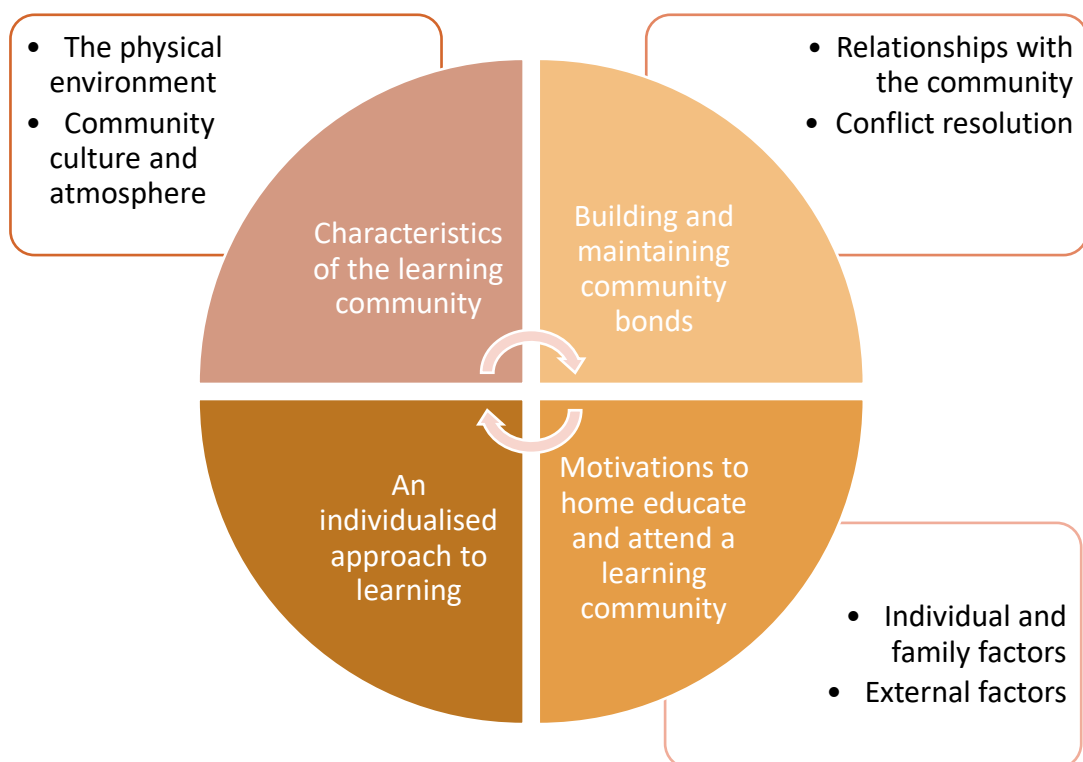 • The physical
environment
• Community
culture and
atmosphere
• Relationships with
the community
• Conflict resolution
Characteristics
of the learning
community
Building and
maintaining
community
bonds
An
individualised
approach to
learning
Motivations to
home educate
and attend a
learning
community
• Individual and
family factors
• External factors